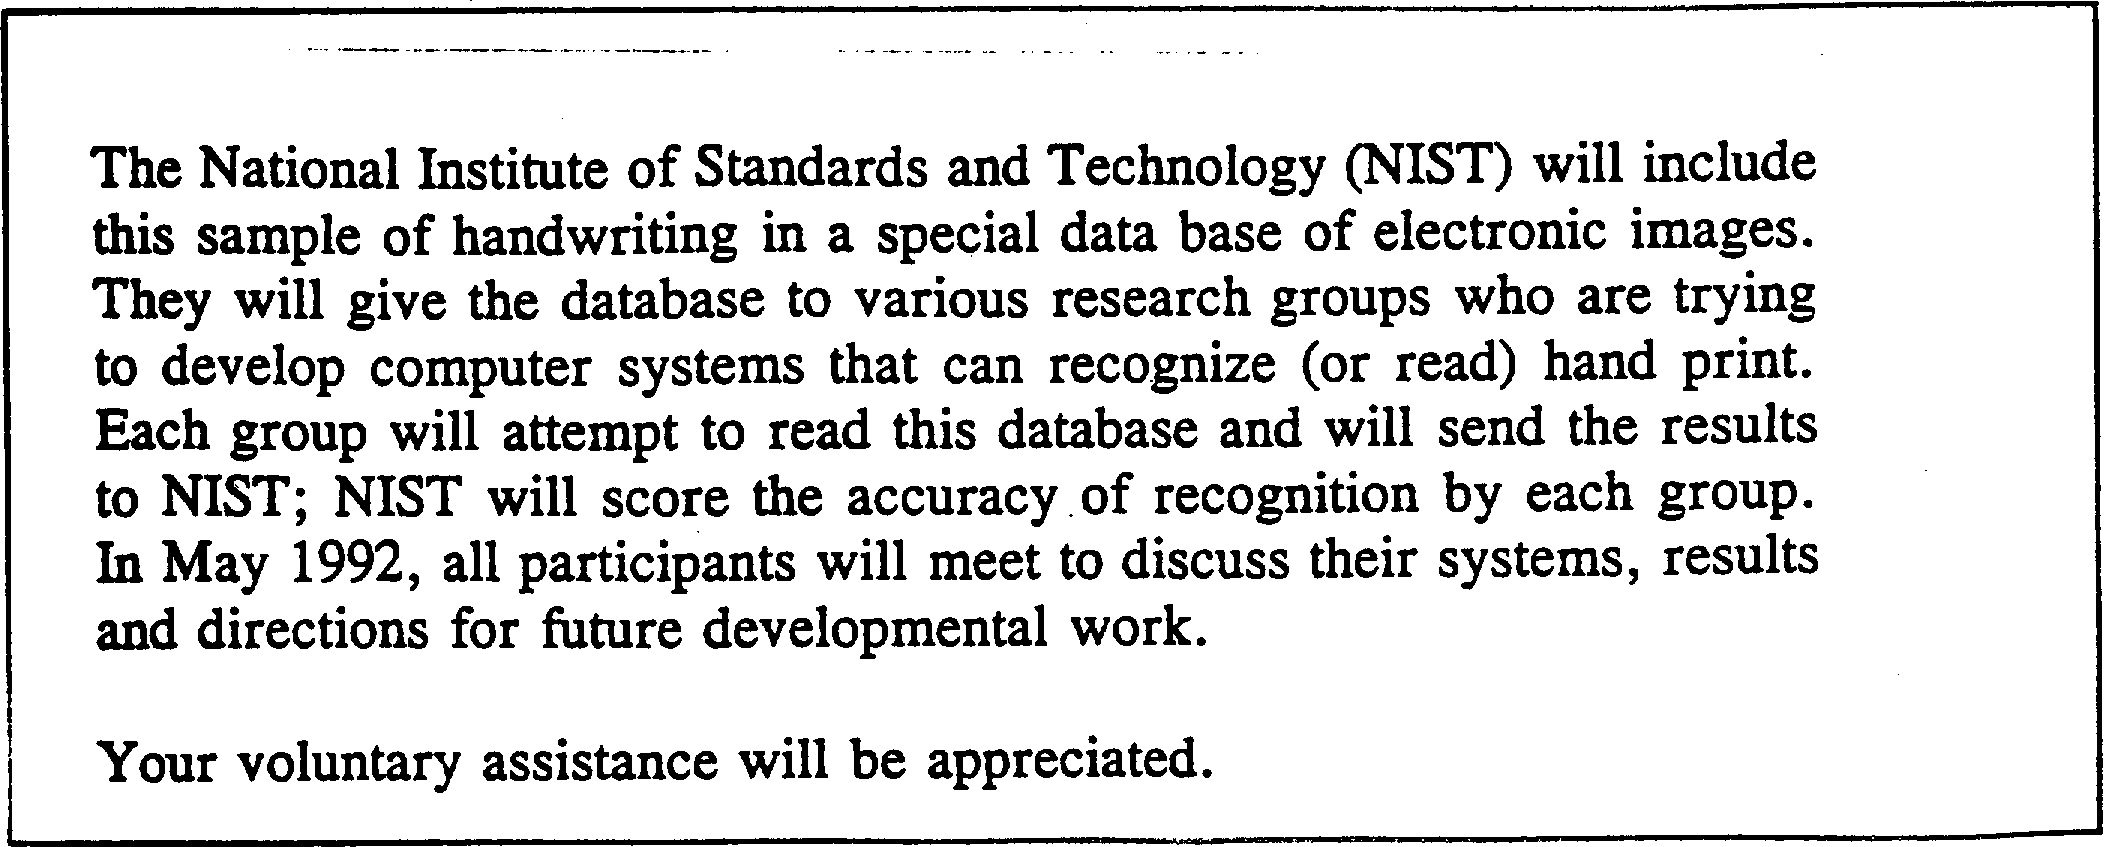 The National Institute of Standards and Technology (NIST) will include
this sample of handwriting in a special data base of electronic images.
They will give the database to various research groups who are trying
to develop computer systems that can recognize (or read) hand print.
Each group will attempt to read this database and will send the results
to NIST; NIST will score the accuracy of recognition by each group.
In May 1992, all participants will meet to discuss their systems, results
and directions for future developmental work.
Your voluntary assistance will be appreciated.